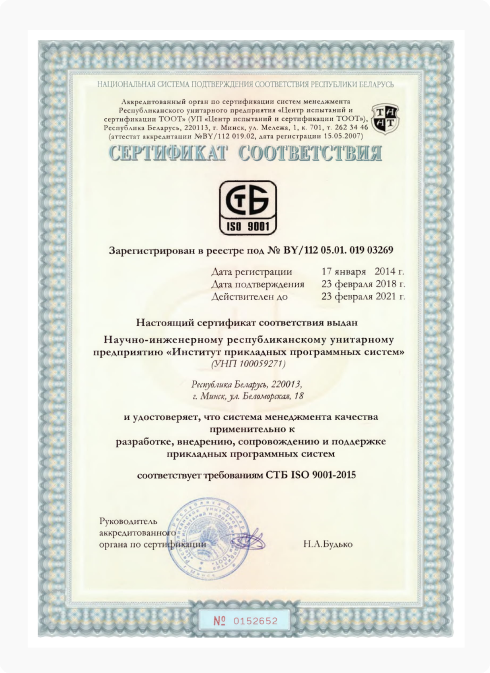 НАЦИОНАЛЬНАЯ СИСТЕМА ПОДТВЕРЖДЕНИЯ СООТВЕТСТВИЯ РЕСПУБЛИКИ БЕЛАРУСЬ
Аккредитованный орган по сертификации систем менеджмента
Республиканского унитарного предприятия «Центр испытаний и
сертификации ТООТ» (УП «Центр испытаний и сертификации ТООТ»),
Республика Беларусь, 220113, г. Минск, ул. Мележа, 1, к. 701, т. 262 34 46
(аттестат аккредитации №BY/112 019.02, дата регистрации 15.05.2007)
СЕРТИФИКАТ СООТВЕТСТВИЯ
СТБ
ISO 9001
Зарегистрирован в реестре под № BY/112 05.01. 019 03269
Дата регистрации 17 января 2014 г.
Дата подтверждения 23 февраля 2018 г.
Действителен до 23 февраля 2021 г.
Настоящий сертификат соответствия выдан
Научно-инженерному республиканскому унитарному
предприятию «Институт прикладных программных систем»
(УНП 100059271)
Республика Беларусь, 220013,
г. Минск, ул. Беломорская, 18
и удостоверяет, что система менеджмента качества
применительно к
разработке, внедрению, сопровождению и поддержке
прикладных программных систем
соответствует требованиям СТБ ISO 9001-2015
Руководитель
аккредитованного
органа по сертификации Н.А.Будько
№ 0152652